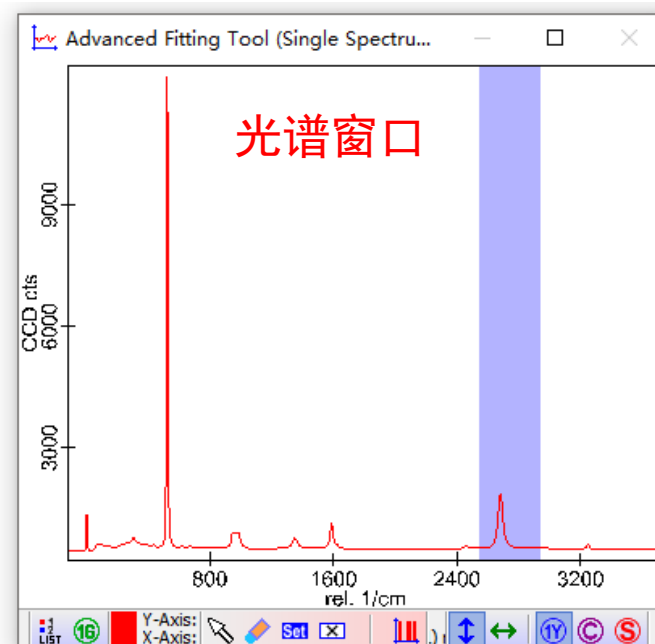 Advanced Fitting Tool (Single Spectru...
光谱窗口
9000
6000
3000
CCD cts
800 1600 2400 3200
rel. 1/cm
LIST
16
Y-Axis:
X-Axis:
Set
1Y
C
S